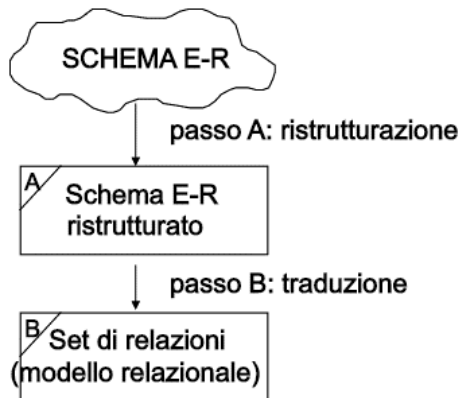 SCHEMA E-R
passo A: ristrutturazione
A
Schema E-R
ristrutturato
passo B: traduzione
B
Set di relazioni
(modello relazionale)